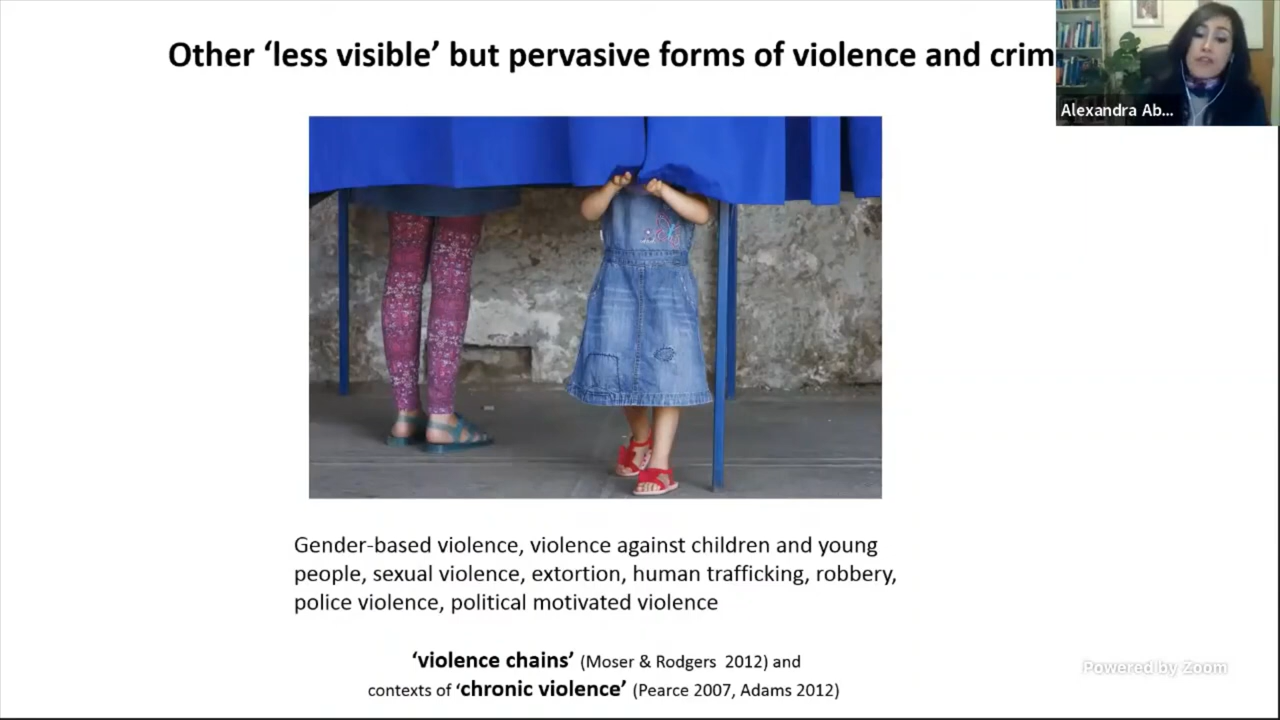 Other ‘less visible’ but pervasive forms of violence and crim
Alexandra Ab...
Gender-based violence, violence against children and young
people, sexual violence, extortion, human trafficking, robbery,
police violence, political motivated violence
‘violence chains’ (Moser & Rodgers 2012) and
contexts of ‘chronic violence’ (Pearce 2007, Adams 2012)
Powered by Zoom